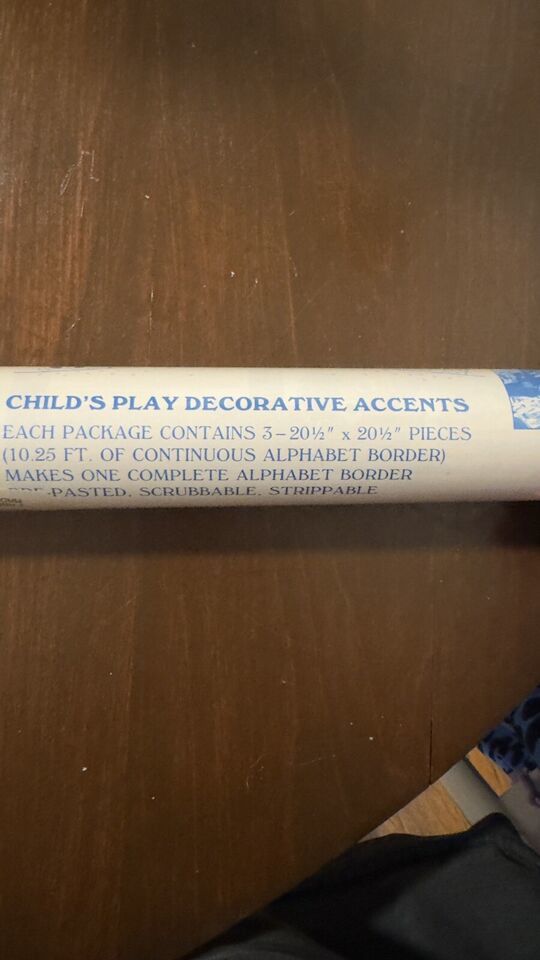 CHILD'S PLAY DECORATIVE ACCENTS
EACH PACKAGE CONTAINS 3–20½" x 20½" PIECES
(10.25 FT. OF CONTINUOUS ALPHABET BORDER)
MAKES ONE COMPLETE ALPHABET BORDER
PRE-PASTED, SCRUBBABLE, STRIPPABLE